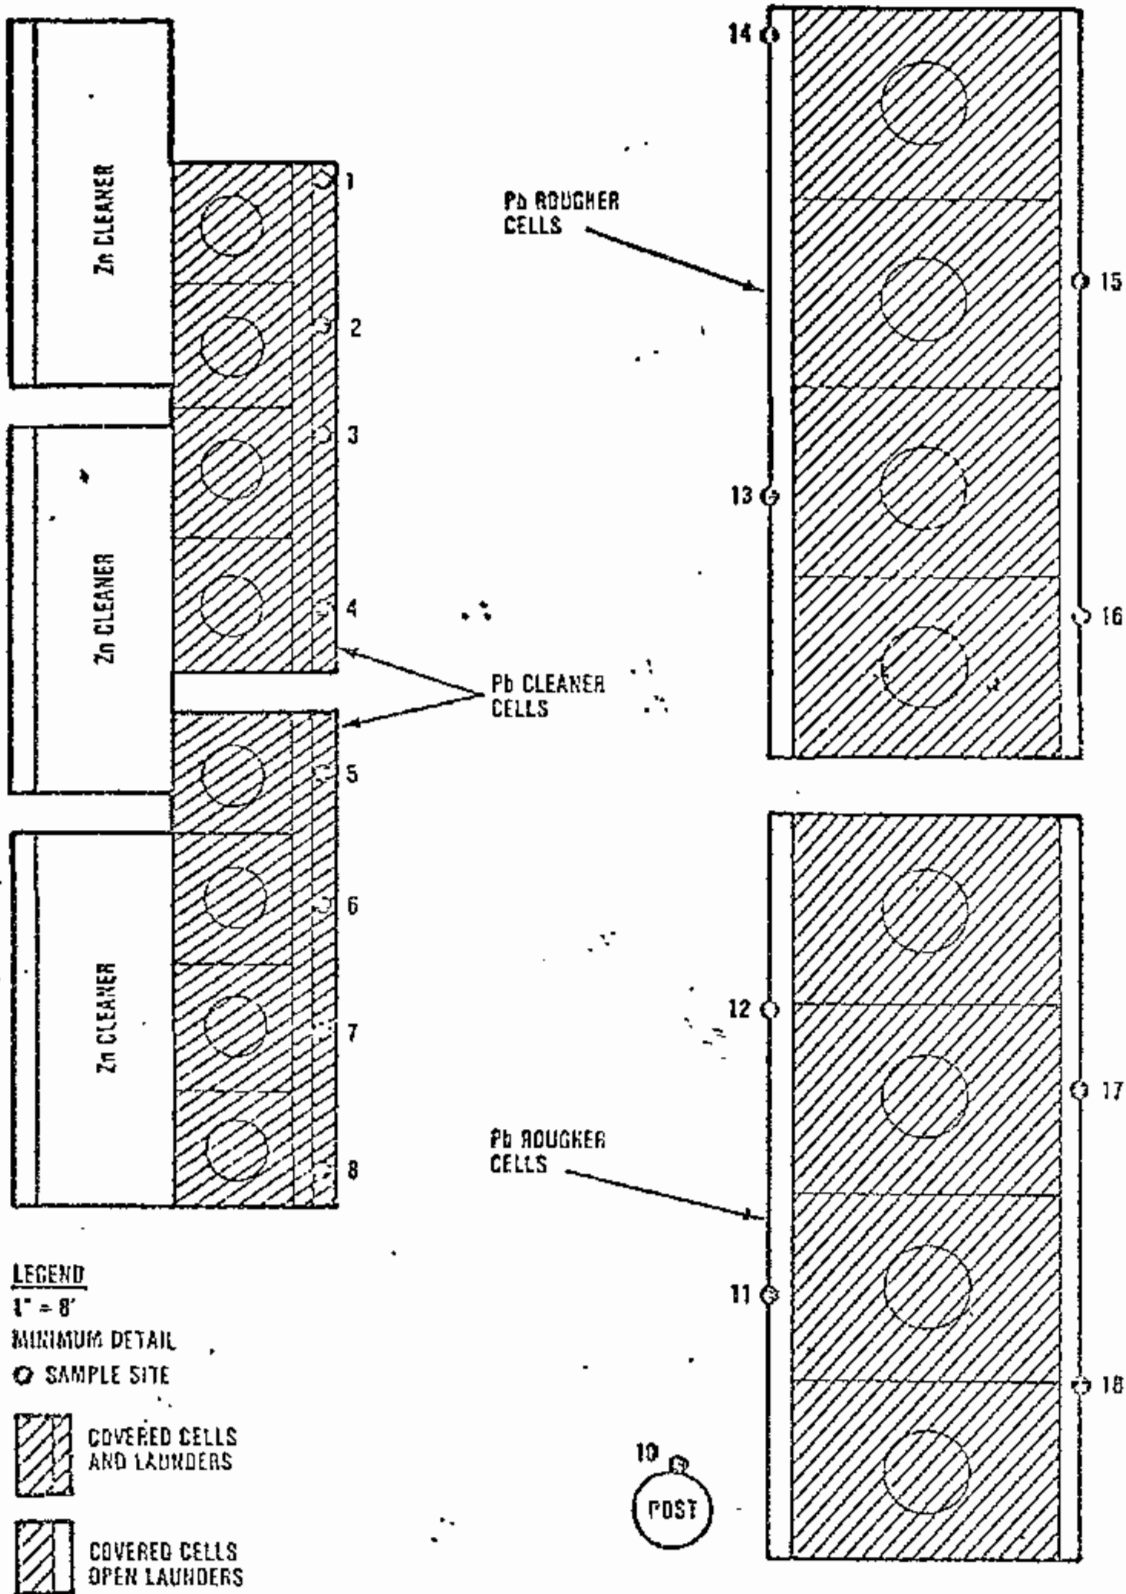 14
Zn CLEANER
1
Pb ROUGHER
CELLS
15
2
3
13
Zn CLEANER
4
16
Pb CLEANER
CELLS
5
6
12
Zn CLEANER
7
17
Pb ROUGHER
CELLS
8
LEGEND
1" = 8'
11
MINIMUM DETAIL
SAMPLE SITE
18
COVERED CELLS
AND LAUNDERS
10
POST
COVERED CELLS
OPEN LAUNDERS